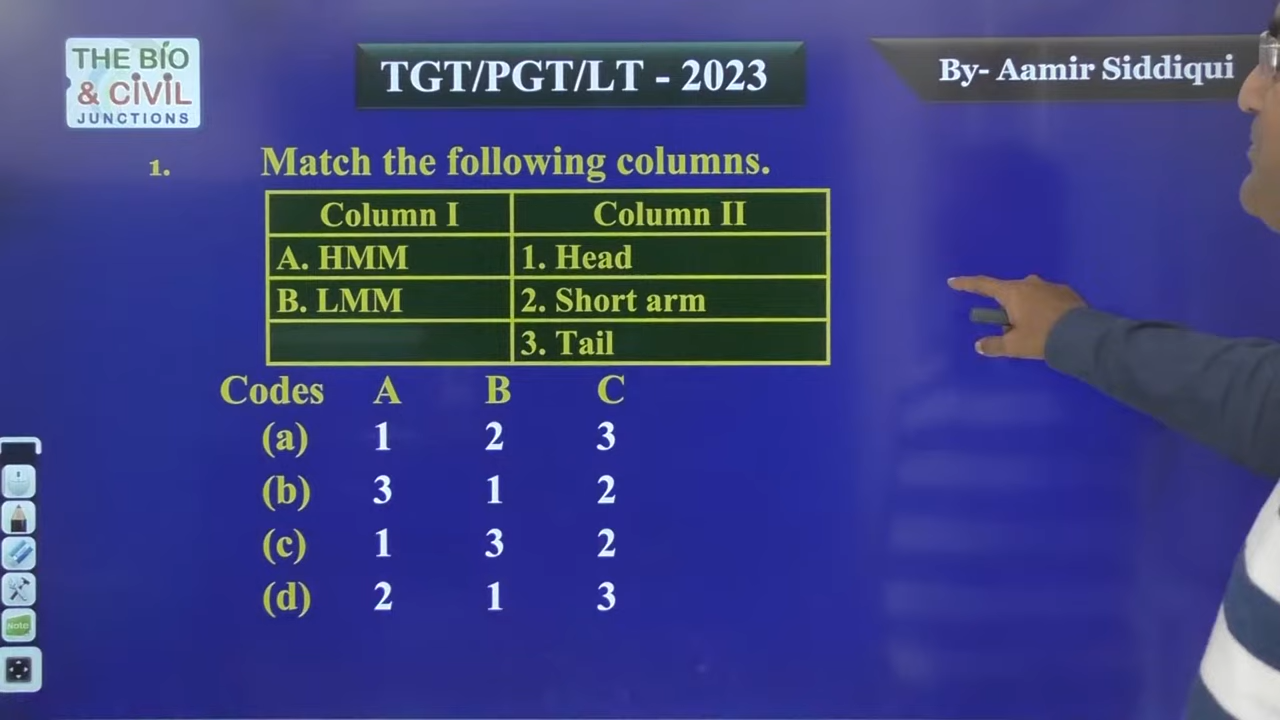 THE BIO
& CIVIL
JUNCTIONS
TGT/PGT/LT - 2023
By- Aamir Siddiqui
1. Match the following columns.
Column I Column II
A. HMM 1. Head
B. LMM 2. Short arm
3. Tail
Codes A B C
(a) 1 2 3
(b) 3 1 2
(c) 1 3 2
(d) 2 1 3
Note